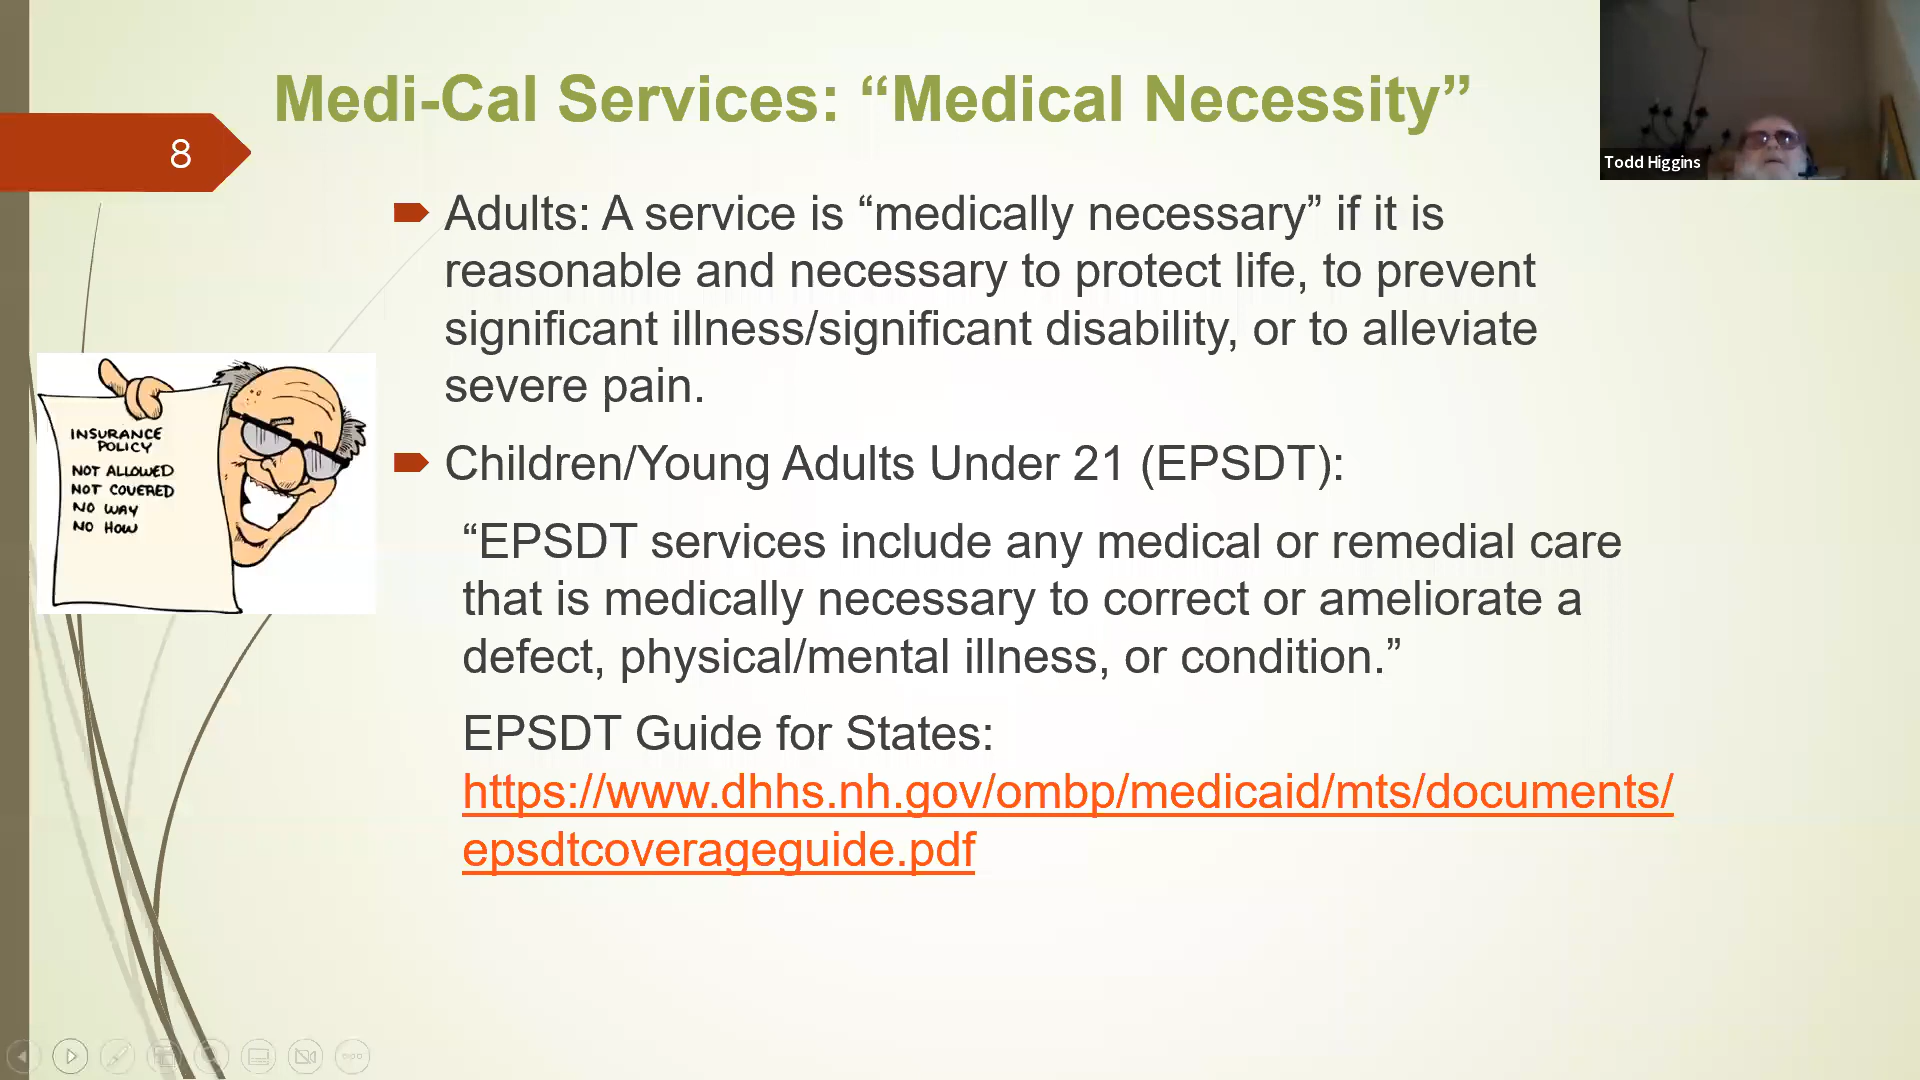 Medi-Cal Services: “Medical Necessity”
8
Todd Higgins
Adults: A service is “medically necessary” if it is
reasonable and necessary to protect life, to prevent
significant illness/significant disability, or to alleviate
severe pain.
INSURANCE
POLICY
NOT ALLOWED
NOT COVERED
NO WAY
NO HOW
Children/Young Adults Under 21 (EPSDT):
“EPSDT services include any medical or remedial care
that is medically necessary to correct or ameliorate a
defect, physical/mental illness, or condition.”
EPSDT Guide for States:
https://www.dhhs.nh.gov/ombp/medicaid/mts/documents/
epsdtcoverageguide.pdf